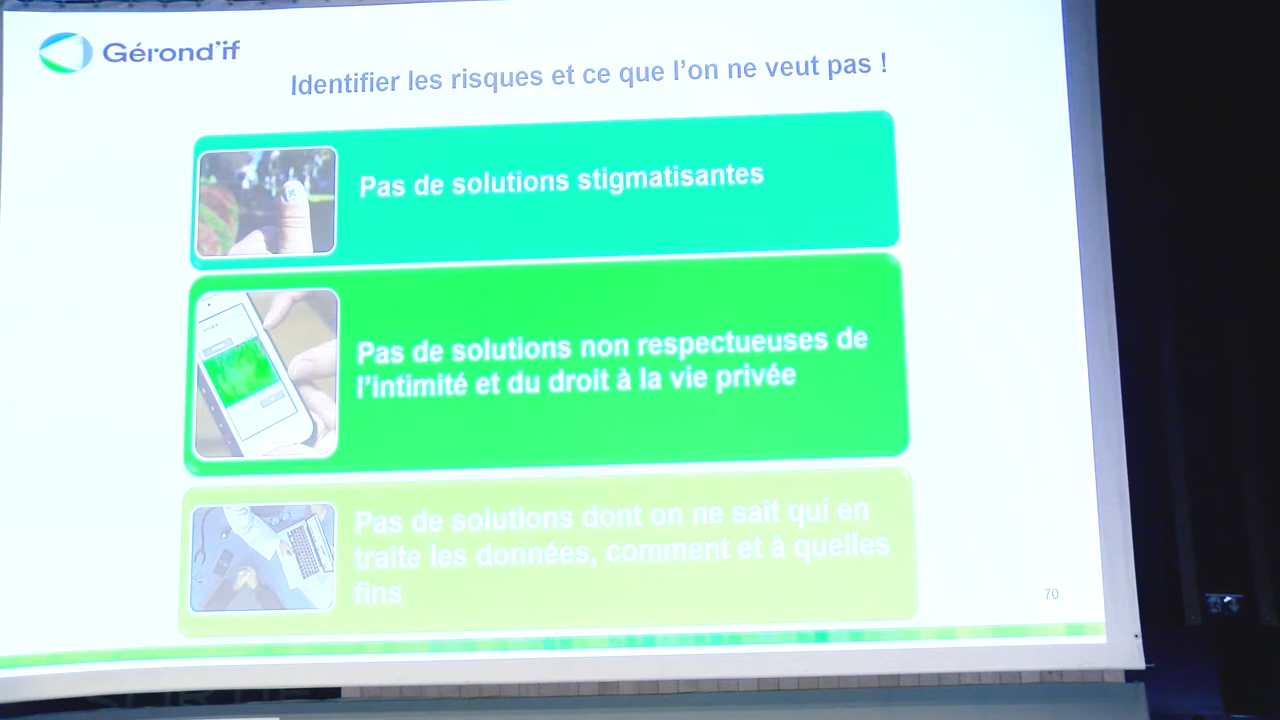 Gérond'if
Identifier les risques et ce que l'on ne veut pas !
Pas de solutions stigmatisantes
Pas de solutions non respectueuses de
l'intimité et du droit à la vie privée
Pas de solutions dont on ne sait qui en
traite les données, comment et à quelles
fins
70